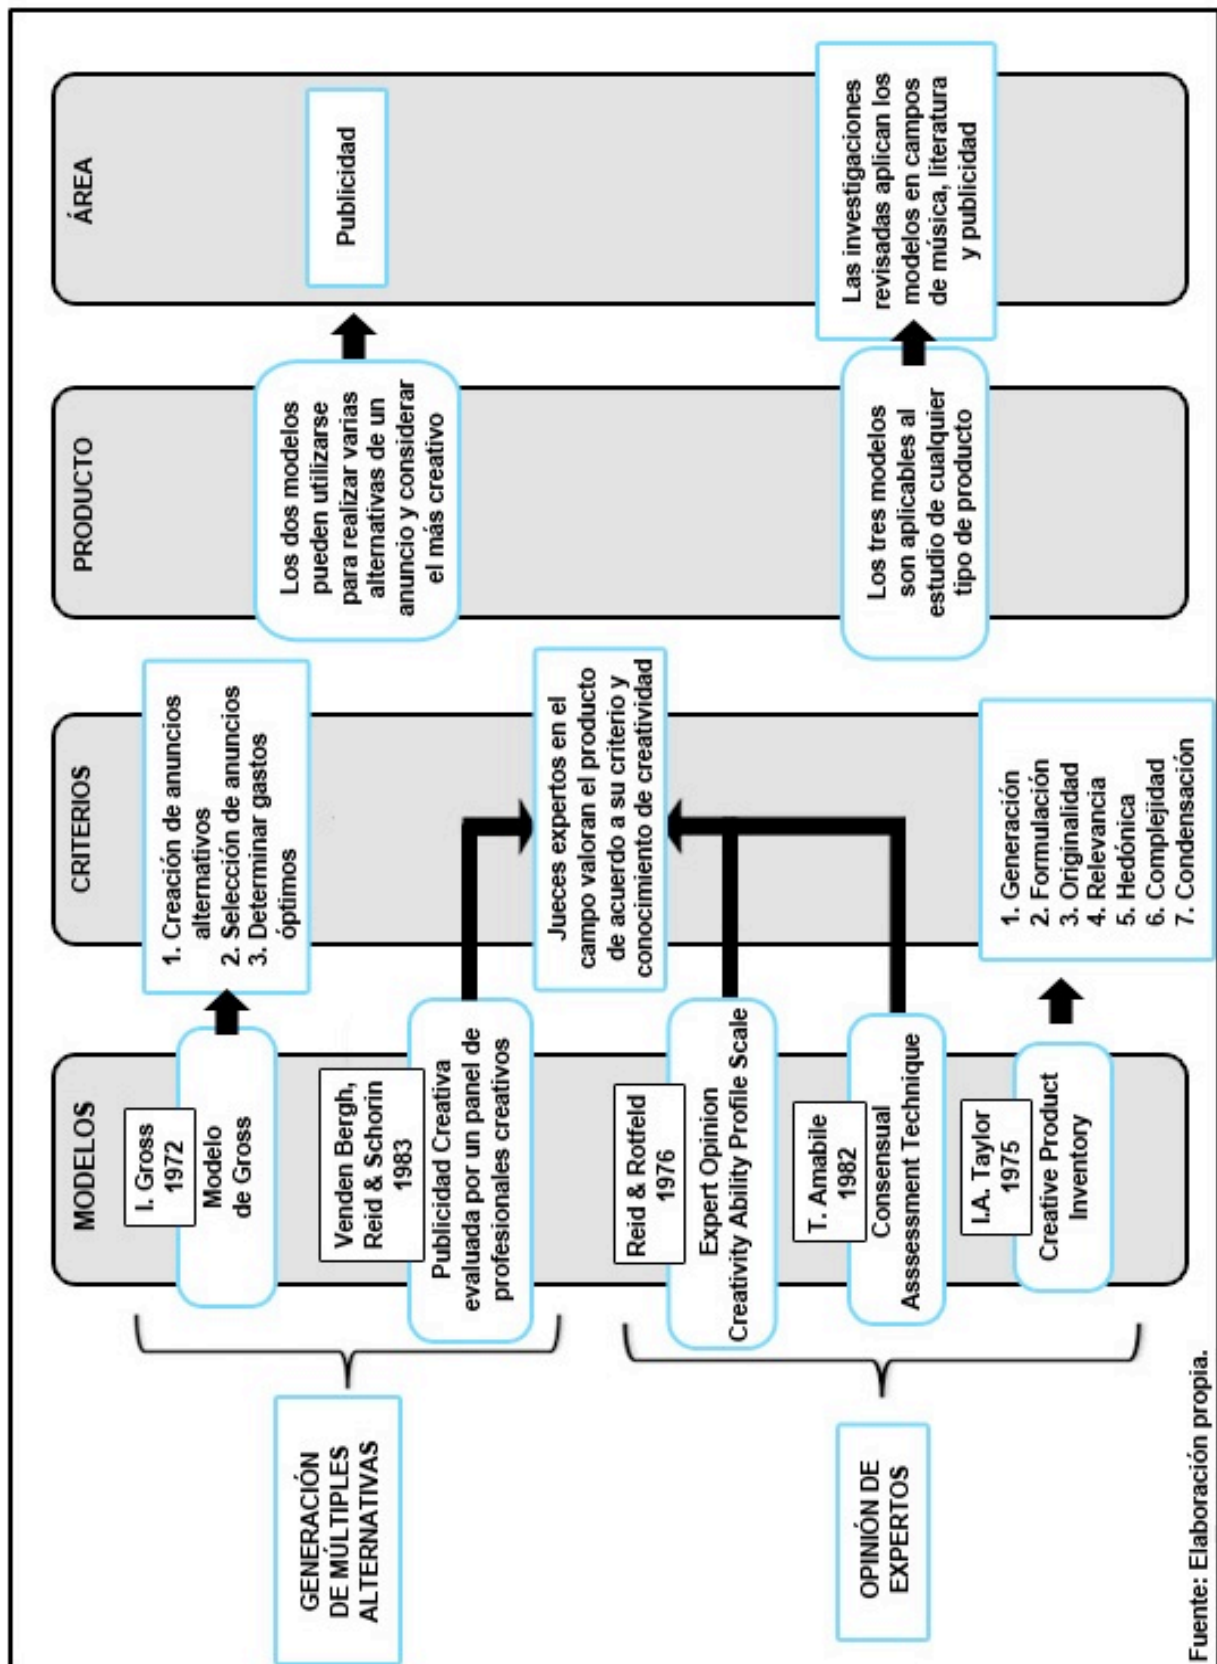 MODELOS
CRITERIOS
PRODUCTO
ÁREA
GENERACIÓN
DE MÚLTIPLES
ALTERNATIVAS
I. Gross
1972
Modelo
de Gross
1. Creación de anuncios
alternativos
2. Selección de anuncios
3. Determinar gastos
óptimos
Venden Bergh,
Reid & Schorin
1983
Publicidad Creativa
evaluada por un panel de
profesionales creativos
Los dos modelos
pueden utilizarse
para realizar varias
alternativas de un
anuncio y considerar
el más creativo
Publicidad
Jueces expertos en el
campo valoran el producto
de acuerdo a su criterio y
conocimiento de creatividad
OPINIÓN DE
EXPERTOS
Reid & Rotfeld
1976
Expert Opinion
Creativity Ability Profile Scale
T. Amabile
1982
Consensual
Asssessment Technique
I.A. Taylor
1975
Creative Product
Inventory
1. Generación
2. Formulación
3. Originalidad
4. Relevancia
5. Hedónica
6. Complejidad
7. Condensación
Los tres modelos
son aplicables al
estudio de cualquier
tipo de producto
Las investigaciones
revisadas aplican los
modelos en campos
de música, literatura
y publicidad
Fuente: Elaboración propia.